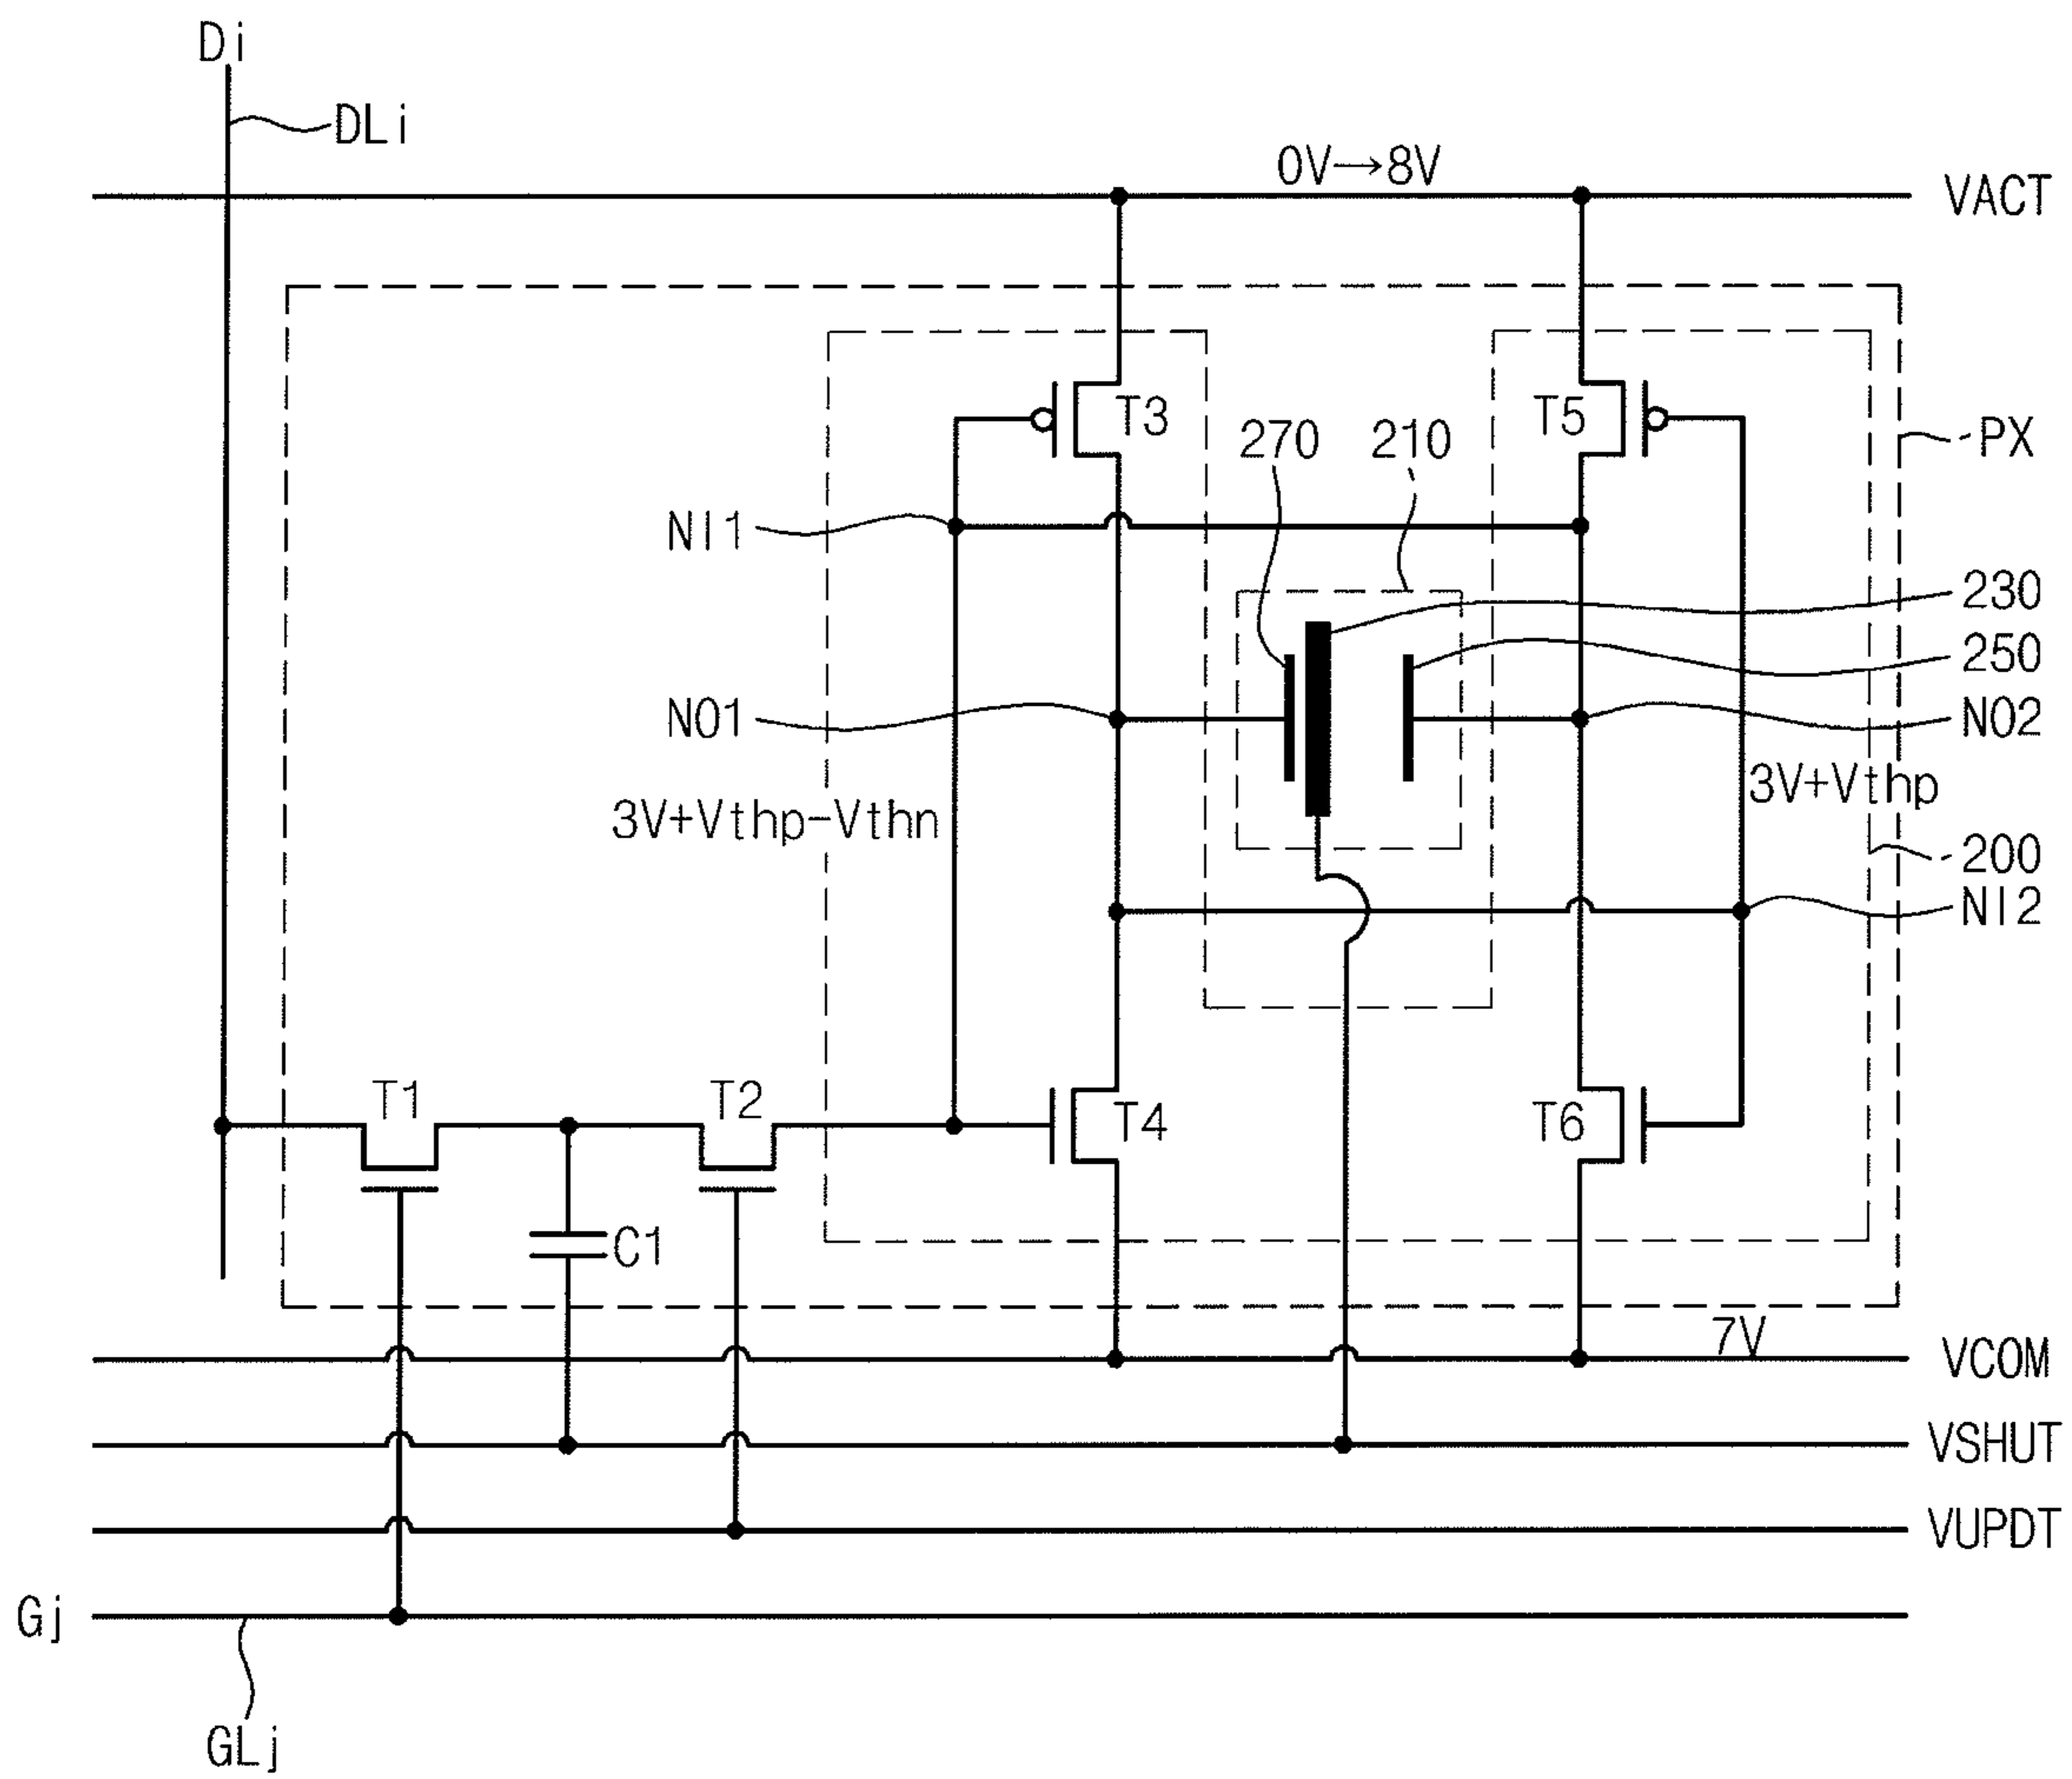 Di
DLi
0V→8V
VACT
T3
T5
270
210
PX
NI1
230
250
NO1
NO2
3V+Vthp
3V+Vthp-Vthn
200
NI2
T1
T2
T4
T6
C1
7V
VCOM
VSHUT
VUPDT
Gj
GLj